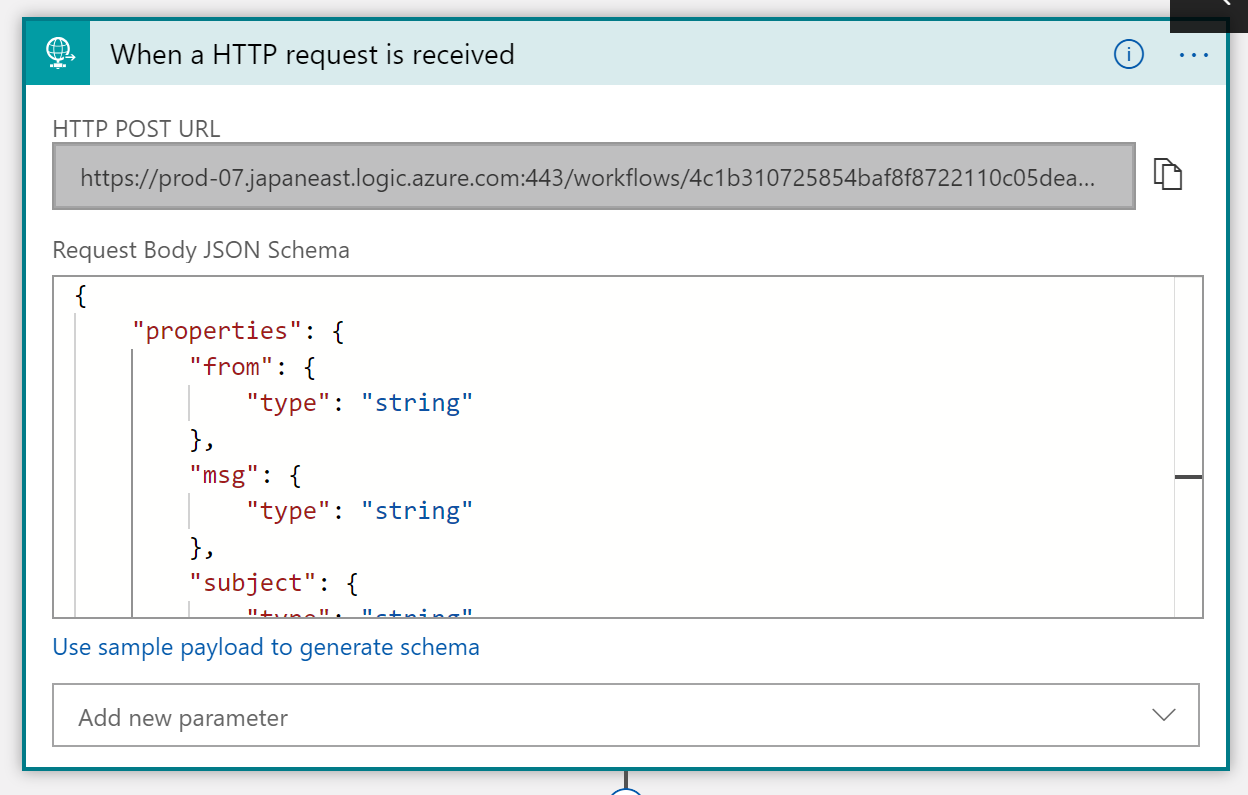 When a HTTP request is received
HTTP POST URL
https://prod-07.japaneast.logic.azure.com:443/workflows/4c1b310725854baf8f8722110c05dea...
Request Body JSON Schema
{
"properties": {
"from": {
"type": "string"
},
"msg": {
"type": "string"
},
"subject": {
"type": "string"
Use sample payload to generate schema
Add new parameter